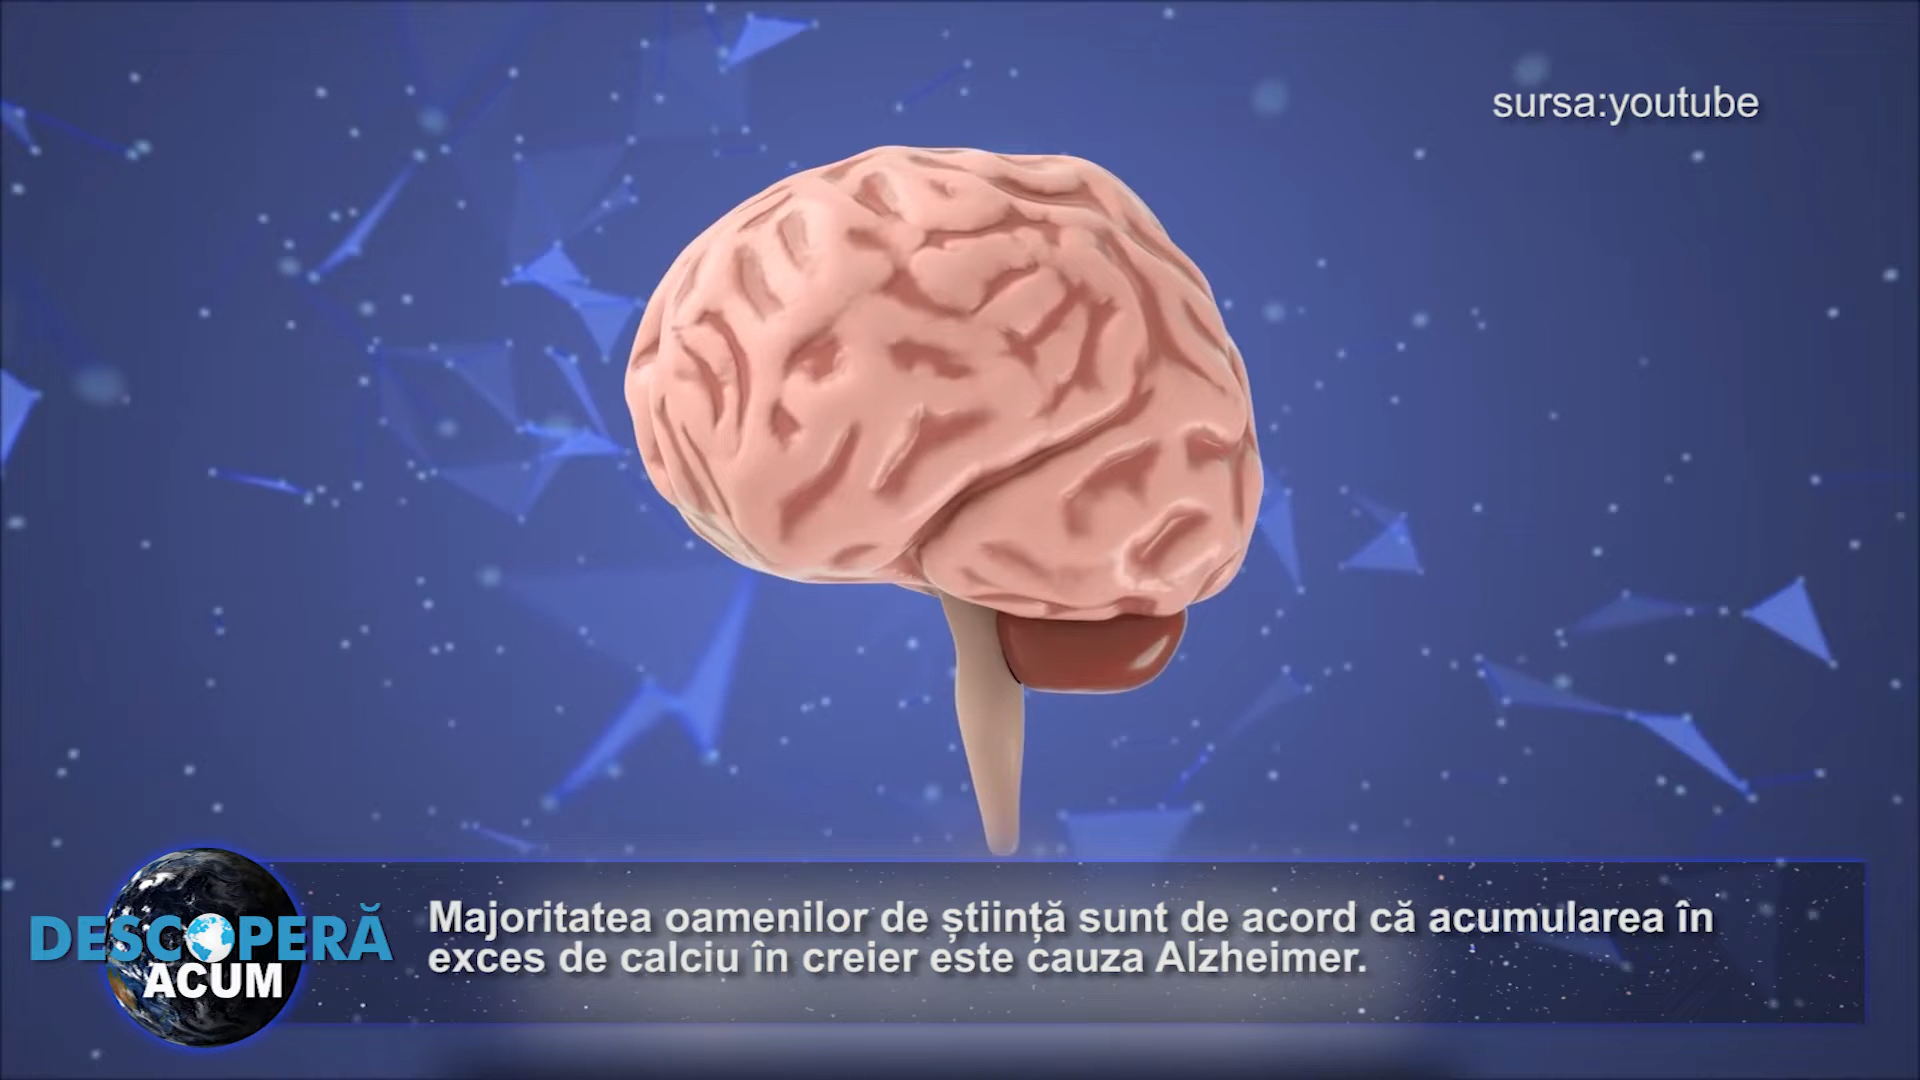 sursa:youtube
Majoritatea oamenilor de știință sunt de acord că acumularea în
exces de calciu în creier este cauza Alzheimer.
DESCOPERĂ
ACUM